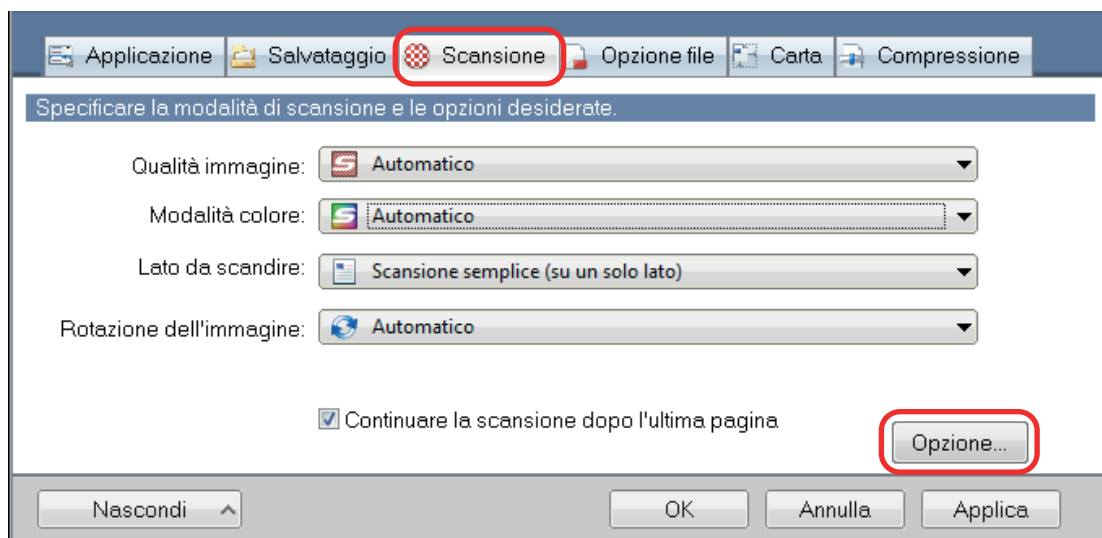 Applicazione Salvataggio Scansione Opzione file Carta Compressione
Specificare la modalità di scansione e le opzioni desiderate.
Qualità immagine: Automatico
Modalità colore: Automatico
Lato da scandire: Scansione semplice (su un solo lato)
Rotazione dell'immagine: Automatico
Continuare la scansione dopo l'ultima pagina
Opzione...
Nascondi OK Annulla Applica